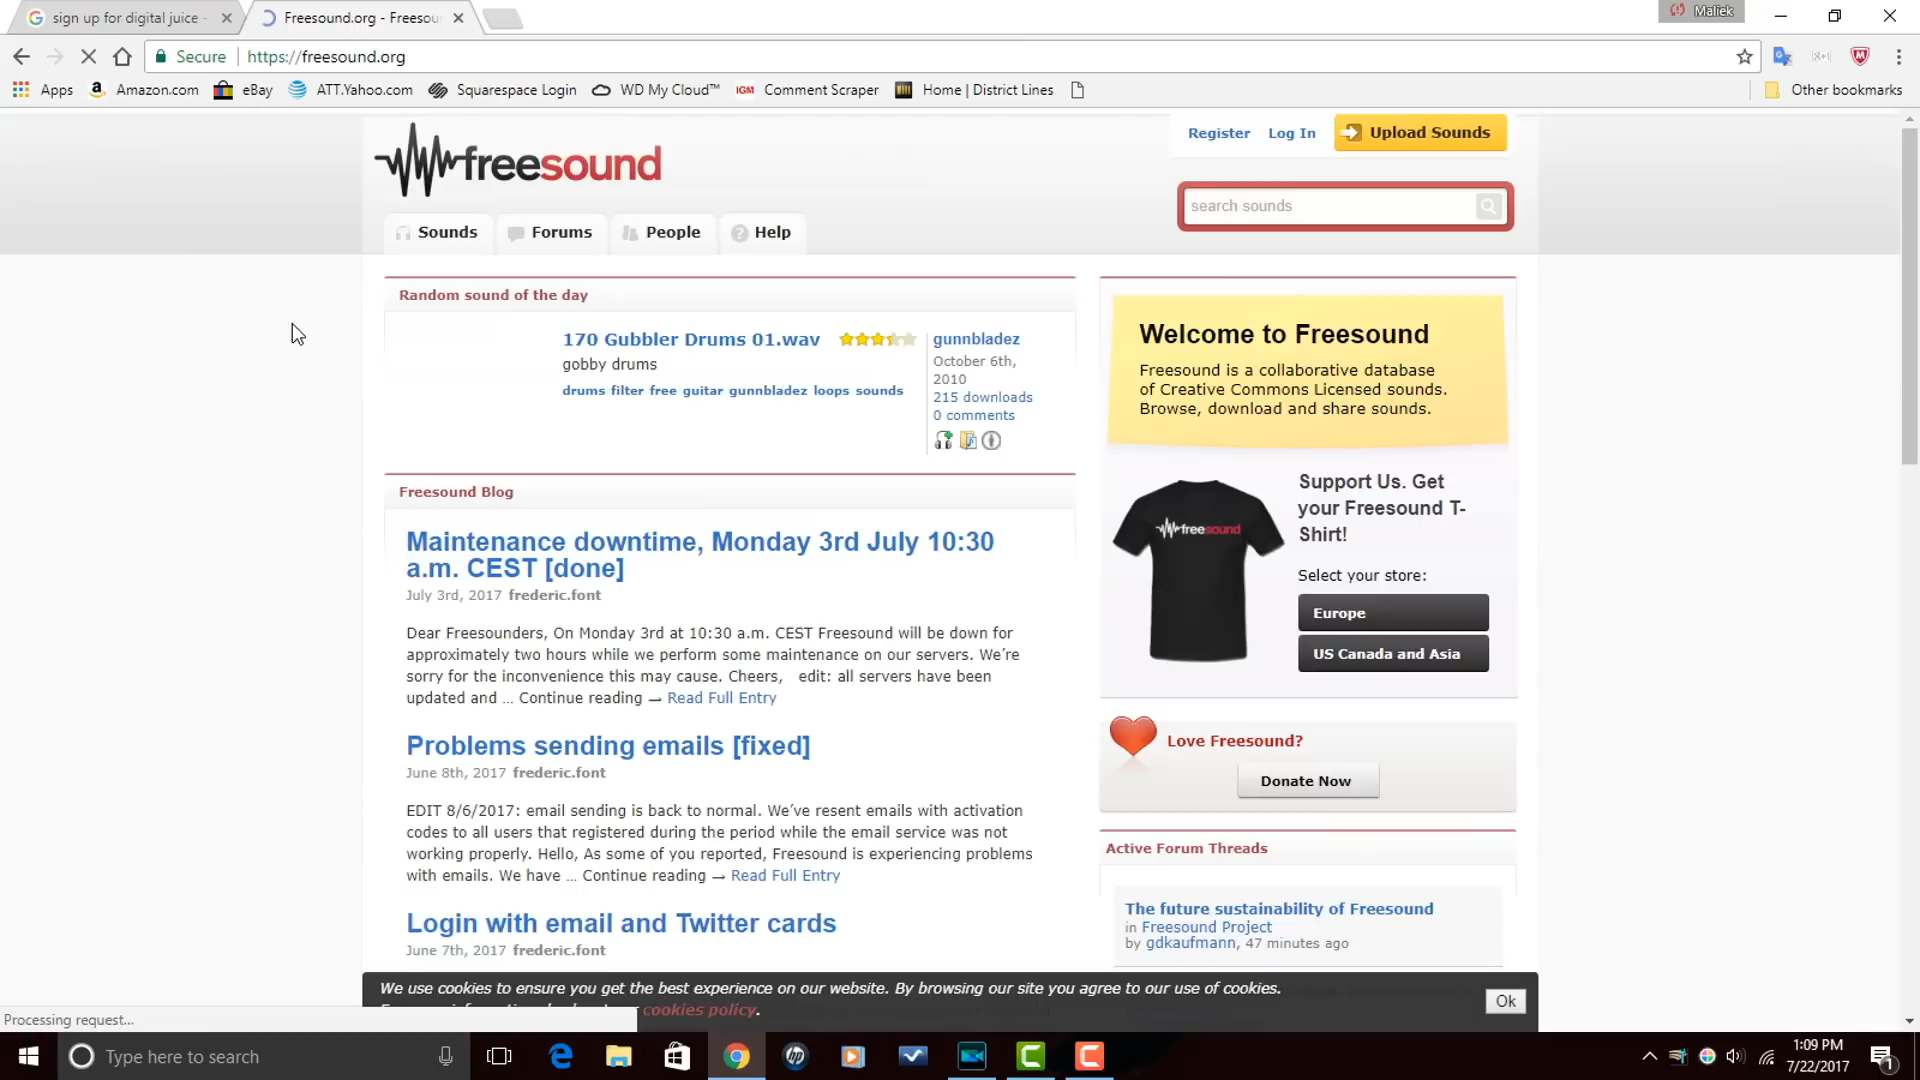 sign up for digital juice -
Freesound.org - Freesou
Maliek
Secure https://freesound.org
Apps Amazon.com eBay ATT.Yahoo.com Squarespace Login WD My Cloud™ IGM Comment Scraper Home | District Lines Other bookmarks
freesound
Register Log In Upload Sounds
search sounds
Sounds Forums People Help
Random sound of the day
170 Gubbler Drums 01.wav
gobby drums
drums filter free guitar gunnbladez loops sounds
gunnbladez
October 6th,
2010
215 downloads
0 comments
Freesound Blog
Maintenance downtime, Monday 3rd July 10:30
a.m. CEST [done]
July 3rd, 2017 frederic.font
Dear Freesounders, On Monday 3rd at 10:30 a.m. CEST Freesound will be down for
approximately two hours while we perform some maintenance on our servers. We're
sorry for the inconvenience this may cause. Cheers, edit: all servers have been
updated and … Continue reading → Read Full Entry
Problems sending emails [fixed]
June 8th, 2017 frederic.font
EDIT 8/6/2017: email sending is back to normal. We've resent emails with activation
codes to all users that registered during the period while the email service was not
working properly. Hello, As some of you reported, Freesound is experiencing problems
with emails. We have … Continue reading → Read Full Entry
Login with email and Twitter cards
June 7th, 2017 frederic.font
Welcome to Freesound
Freesound is a collaborative database
of Creative Commons Licensed sounds.
Browse, download and share sounds.
freesound
Support Us. Get
your Freesound T-
Shirt!
Select your store:
Europe
US Canada and Asia
Love Freesound?
Donate Now
Active Forum Threads
The future sustainability of Freesound
in Freesound Project
by gdkaufmann, 47 minutes ago
We use cookies to ensure you get the best experience on our website. By browsing our site you agree to our use of cookies.
cookies policy.
Ok
Processing request...
Type here to search
hp
1:09 PM
7/22/2017
1